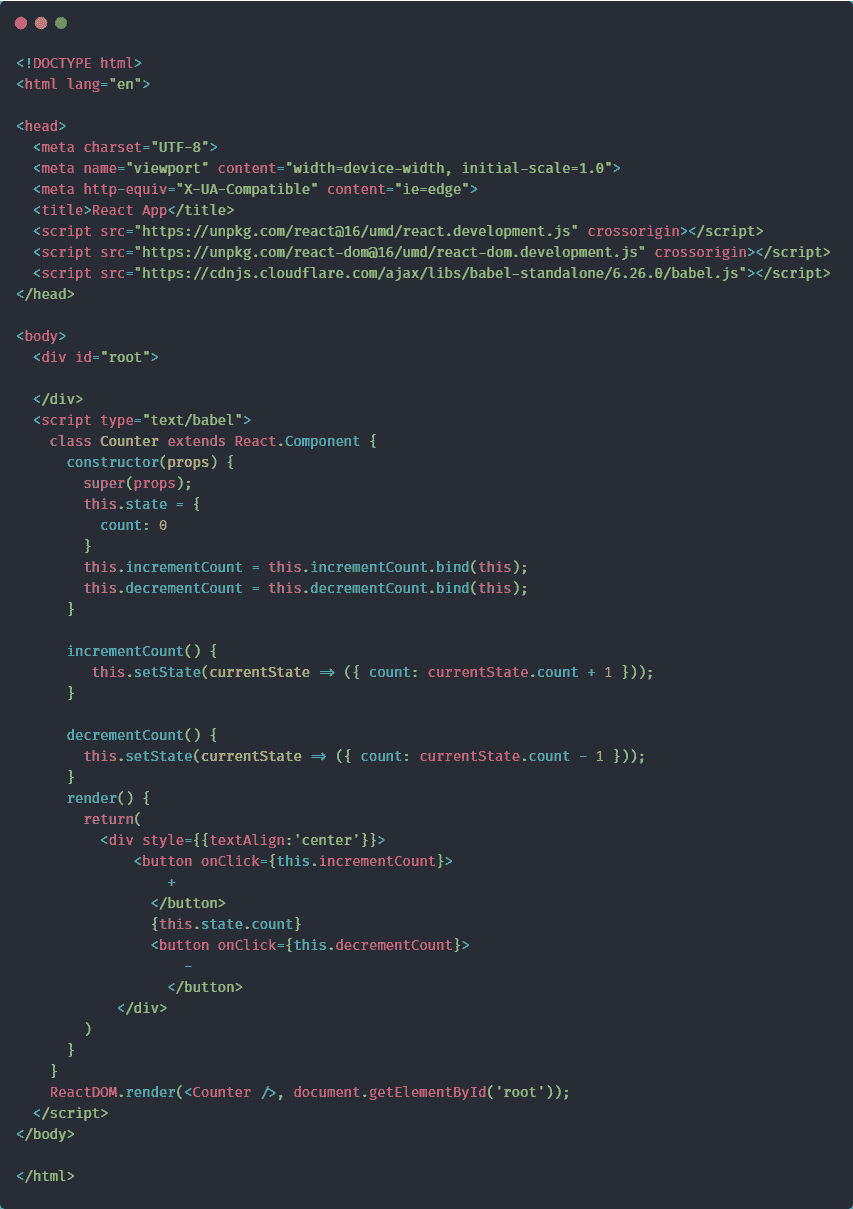 <!DOCTYPE html>
<html lang="en">

<head>
  <meta charset="UTF-8">
  <meta name="viewport" content="width=device-width, initial-scale=1.0">
  <meta http-equiv="X-UA-Compatible" content="ie=edge">
  <title>React App</title>
  <script src="https://unpkg.com/react@16/umd/react.development.js" crossorigin></script>
  <script src="https://unpkg.com/react-dom@16/umd/react-dom.development.js" crossorigin></script>
  <script src="https://cdnjs.cloudflare.com/ajax/libs/babel-standalone/6.26.0/babel.js"></script>
</head>

<body>
  <div id="root">

  </div>
  <script type="text/babel">
    class Counter extends React.Component {
      constructor(props) {
        super(props);
        this.state = {
          count: 0
        }
        this.incrementCount = this.incrementCount.bind(this);
        this.decrementCount = this.decrementCount.bind(this);
      }

      incrementCount() {
         this.setState(currentState => ({ count: currentState.count + 1 }));
      }

      decrementCount() {
        this.setState(currentState => ({ count: currentState.count - 1 }));
      }
      render() {
        return(
          <div style={{textAlign:'center'}}>
              <button onClick={this.incrementCount}>
                  +
                </button>
                {this.state.count}
                <button onClick={this.decrementCount}>
                    -
                  </button>
            </div>
        )
      }
    }
    ReactDOM.render(<Counter />, document.getElementById('root'));
  </script>
</body>

</html>